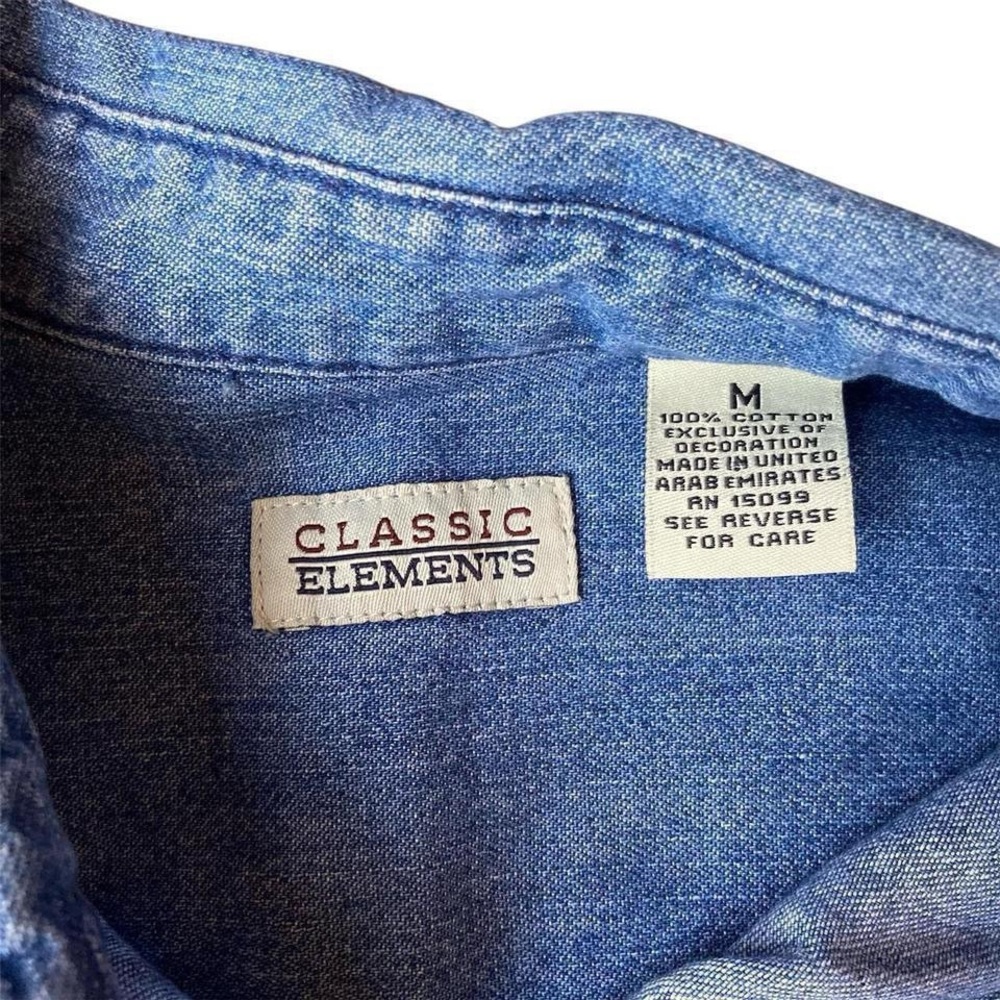 CLASSIC
ELEMENTS
M
100% COTTON
EXCLUSIVE OF
DECORATION
MADE IN UNITED
ARAB EMIRATES
RN 15099
SEE REVERSE
FOR CARE